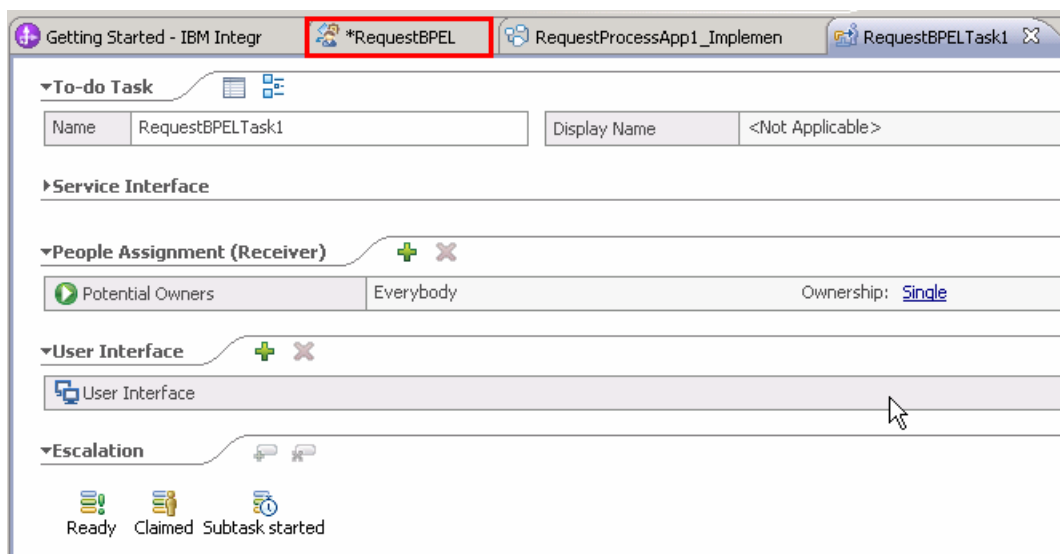 Getting Started - IBM Integr *RequestBPEL RequestProcessApp1_Implemen RequestBPELTask1
To-do Task
Name RequestBPELTask1 Display Name <Not Applicable>
Service Interface
People Assignment (Receiver)
Potential Owners Everybody Ownership: Single
User Interface
User Interface
Escalation
Ready Claimed Subtask started